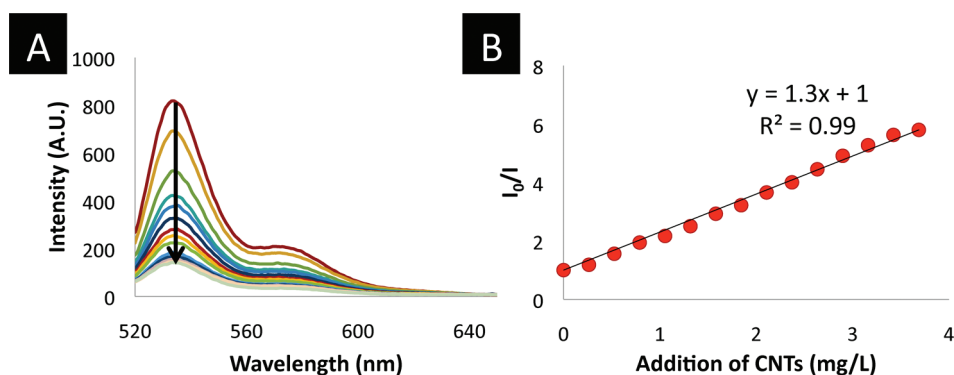 A
Intensity (A.U.)
1000
800
600
400
200
0
520
560
600
640
Wavelength (nm)
B
I₀/I
8
6
4
2
0
y = 1.3x + 1
R² = 0.99
0
1
2
3
4
Addition of CNTs (mg/L)